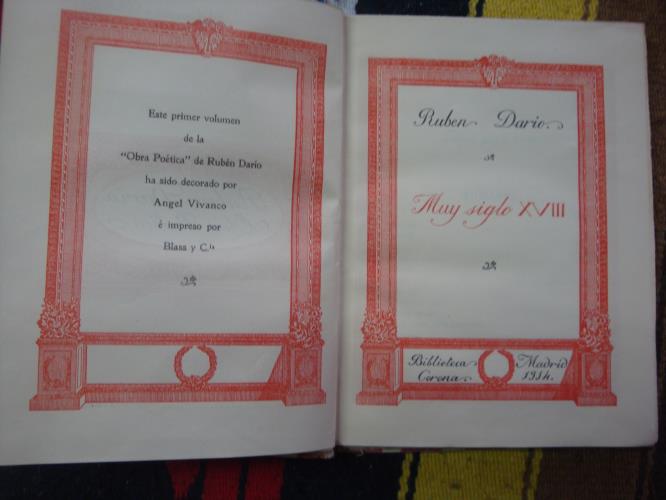 Este primer volumen
de la
"Obra Poética" de Rubén Darío
ha sido decorado por
Angel Vivanco
é impreso por
Blass y C.ía
Ruben Dario.
Muy siglo XVIII
Biblioteca
Corona.
Madrid
1914.